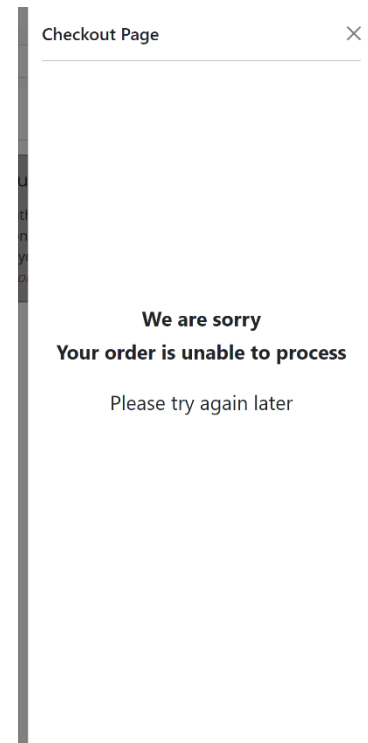 Checkout Page
We are sorry
Your order is unable to process
Please try again later